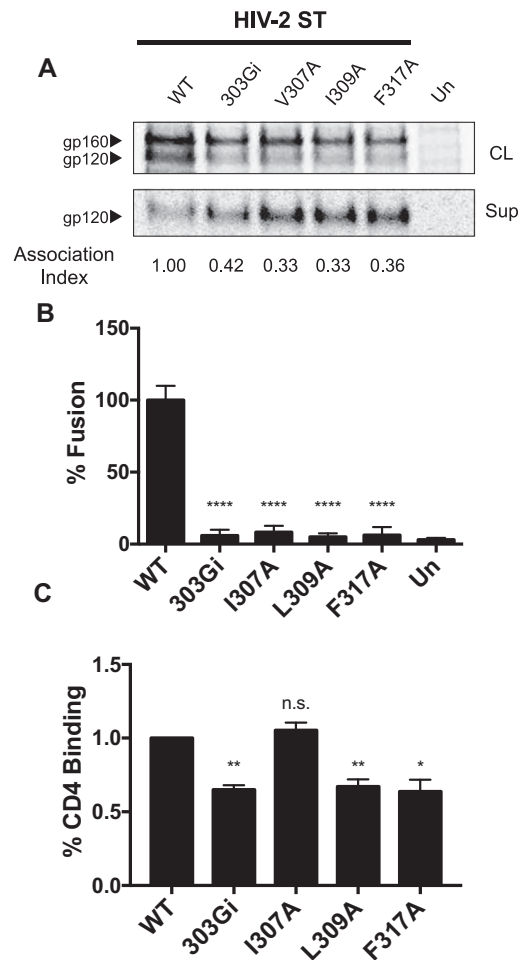 HIV-2 ST
A
WT 303Gi V307A I309A F317A Un
gp160
gp120
CL
gp120
Sup
Association
Index
1.00 0.42 0.33 0.33 0.36
B
% Fusion
150
100
50
0
**** **** **** ****
WT 303Gi I307A L309A F317A Un
C
% CD4 Binding
1.5
1.0
0.5
0.0
** n.s. ** *
WT 303Gi I307A L309A F317A